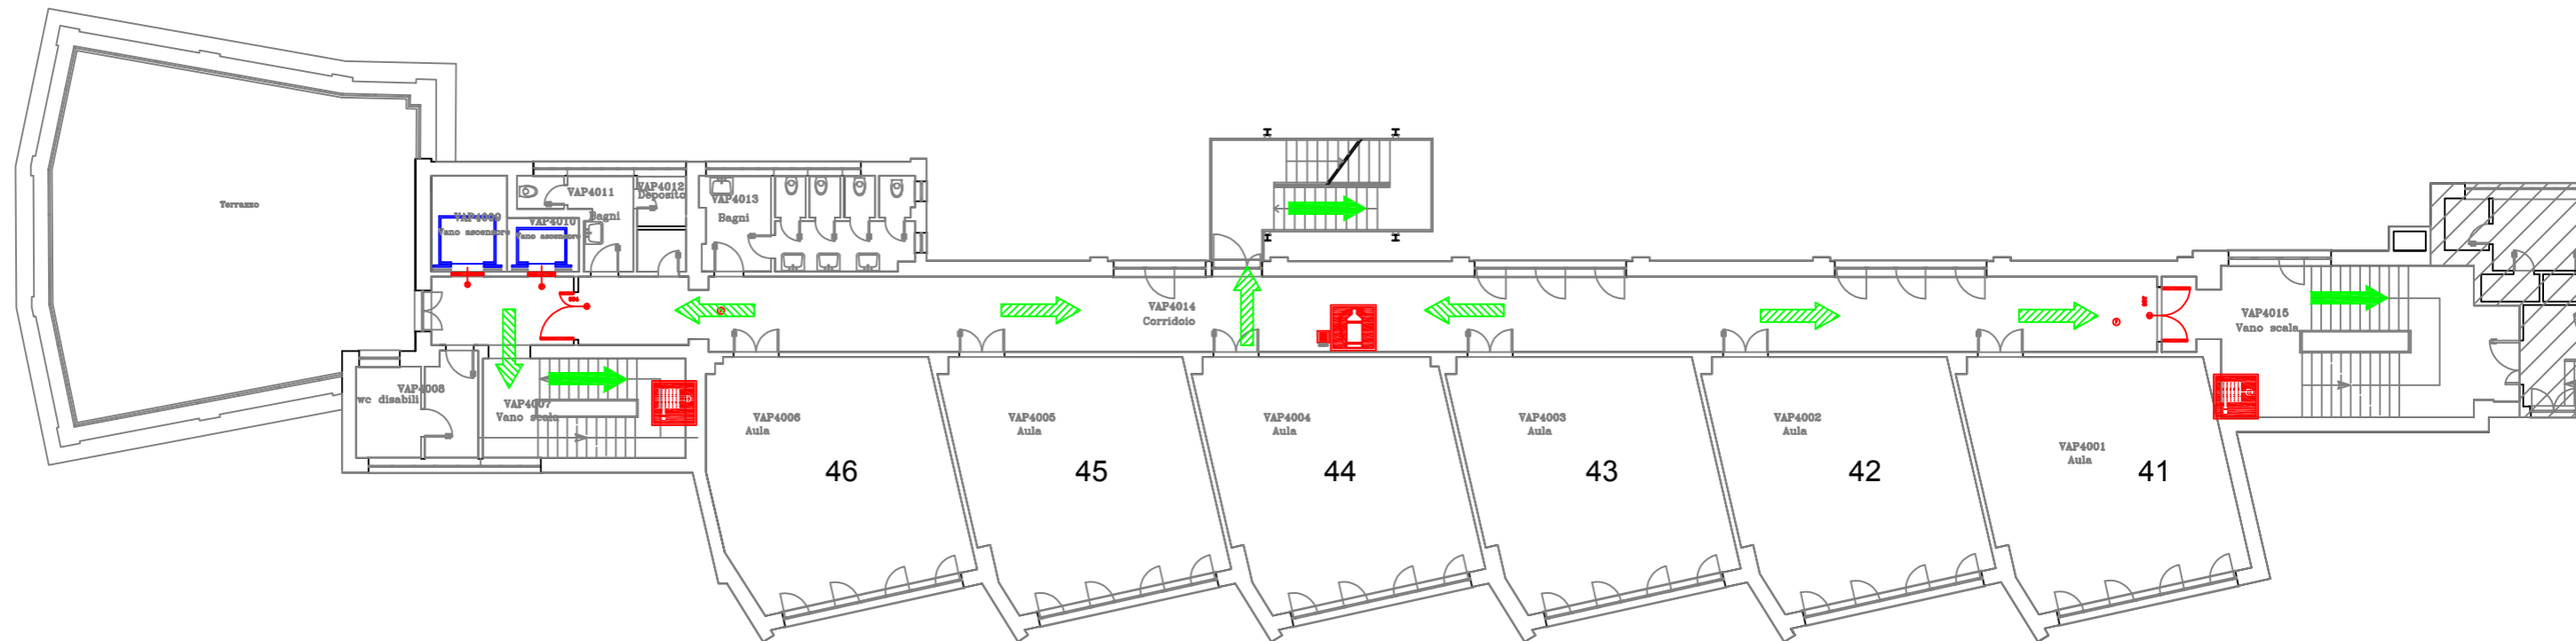 Terrazzo
VAP4009
Vano ascensore
VAP4010
Vano ascensore
VAP4011
Bagni
VAP4012
Deposito
VAP4013
Bagni
VAP4014
Corridoio
VAP4015
Vano scala
VAP4008
wc disabili
VAP4007
Vano scala
VAP4006
Aula
46
VAP4005
Aula
45
VAP4004
Aula
44
VAP4003
Aula
43
VAP4002
Aula
42
VAP4001
Aula
41